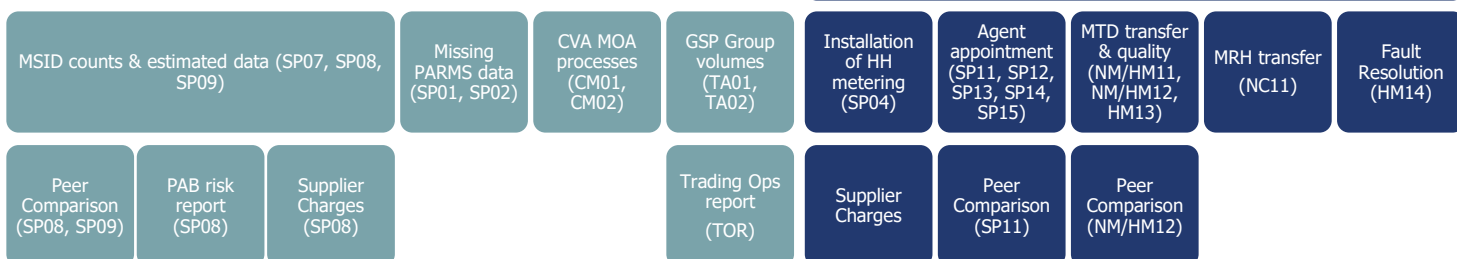 MSID counts & estimated data (SP07, SP08,
SP09)
Missing
PARMS data
(SP01, SP02)
CVA MOA
processes
(CM01,
CM02)
GSP Group
volumes
(TA01,
TA02)
Installation
of HH
metering
(SP04)
Agent
appointment
(SP11, SP12,
SP13, SP14,
SP15)
MTD transfer
& quality
(NM/HM11,
NM/HM12,
HM13)
MRH transfer
(NC11)
Fault
Resolution
(HM14)
Peer
Comparison
(SP08, SP09)
PAB risk
report
(SP08)
Supplier
Charges
(SP08)
Trading Ops
report
(TOR)
Supplier
Charges
Peer
Comparison
(SP11)
Peer
Comparison
(NM/HM12)